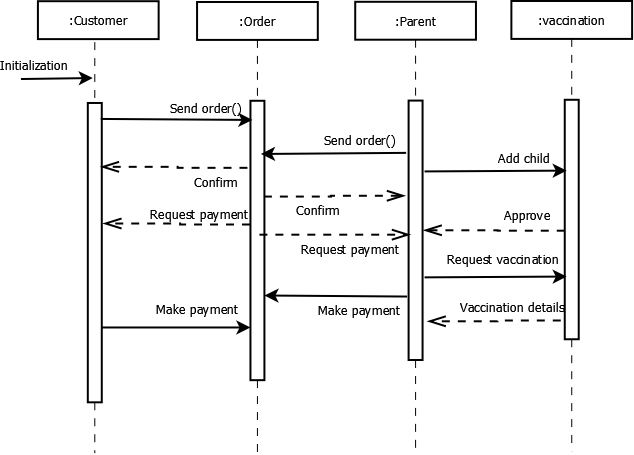 :Customer
:Order
:Parent
:vaccination
Initialization
Send order()
Send order()
Add child
Confirm
Confirm
Request payment
Approve
Request payment
Request vaccination
Make payment
Make payment
Vaccination details